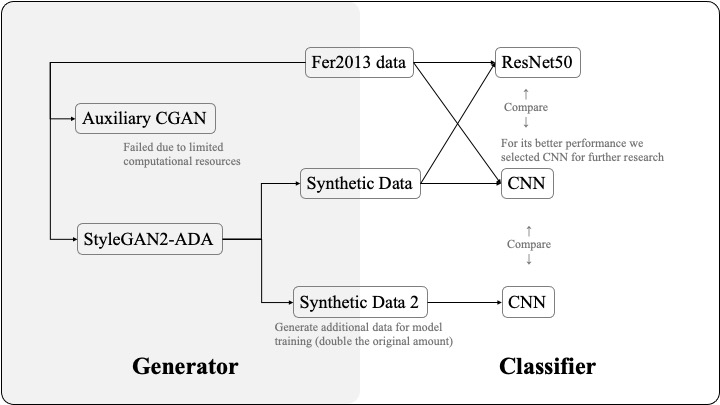 Fer2013 data
ResNet50
↑
Compare
↓
Auxiliary CGAN
Failed due to limited
computational resources
For its better performance we
selected CNN for further research
Synthetic Data
CNN
StyleGAN2-ADA
↑
Compare
↓
Synthetic Data 2
CNN
Generate additional data for model
training (double the original amount)
Generator
Classifier